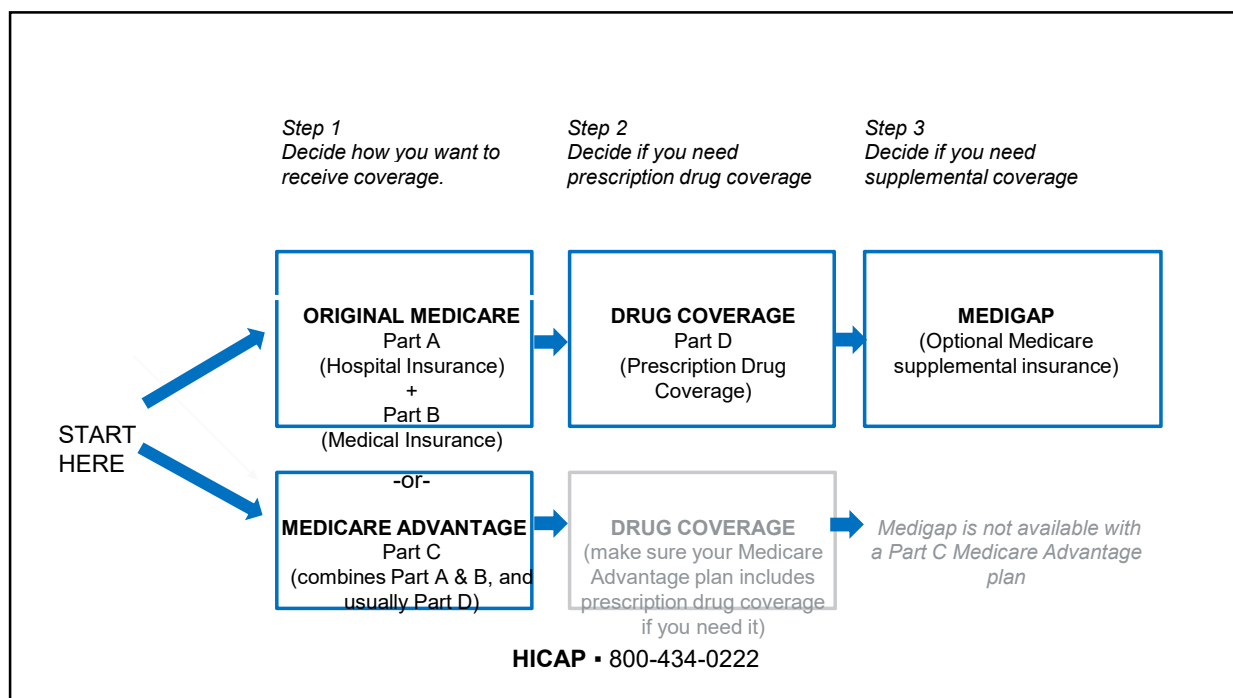 Step 1
Decide how you want to
receive coverage.
Step 2
Decide if you need
prescription drug coverage
Step 3
Decide if you need
supplemental coverage
START
HERE
ORIGINAL MEDICARE
Part A
(Hospital Insurance)
+
Part B
(Medical Insurance)
DRUG COVERAGE
Part D
(Prescription Drug
Coverage)
MEDIGAP
(Optional Medicare
supplemental insurance)
-or-
MEDICARE ADVANTAGE
Part C
(combines Part A & B, and
usually Part D)
DRUG COVERAGE
(make sure your Medicare
Advantage plan includes
prescription drug coverage
if you need it)
Medigap is not available with
a Part C Medicare Advantage
plan
HICAP ▪ 800-434-0222